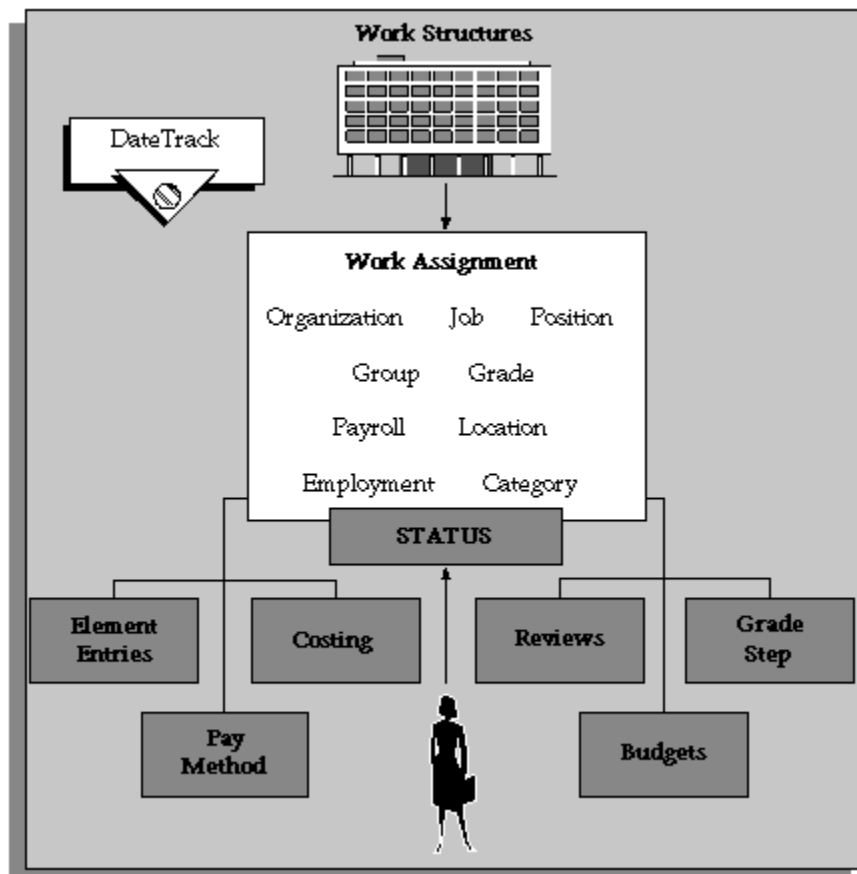 Work Structures
DateTrack
Work Assignment
Organization Job Position
Group Grade
Payroll Location
Employment Category
STATUS
Element
Entries
Costing
Reviews
Grade
Step
Pay
Method
Budgets